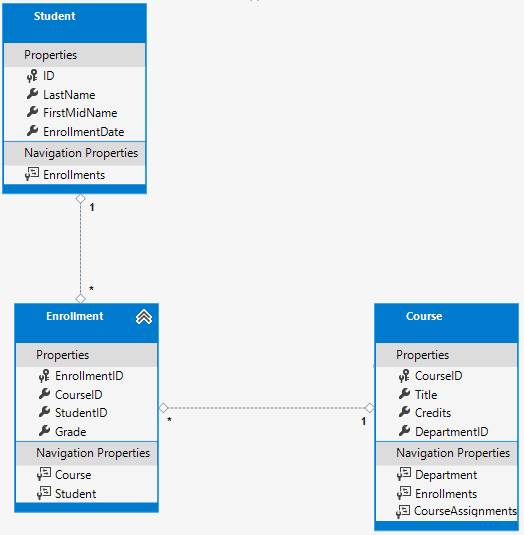 Student
Properties
ID
LastName
FirstMidName
EnrollmentDate
Navigation Properties
Enrollments
1
*
Enrollment
Properties
EnrollmentID
CourseID
StudentID
Grade
Navigation Properties
Course
Student
*
1
Course
Properties
CourseID
Title
Credits
DepartmentID
Navigation Properties
Department
Enrollments
CourseAssignments